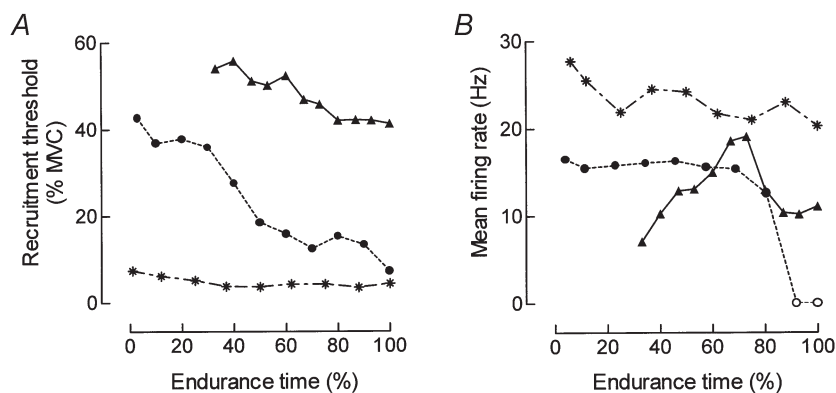 A
Recruitment threshold
(% MVC)
60
40
20
0
0 20 40 60 80 100
Endurance time (%)
B
Mean firing rate (Hz)
30
20
10
0
0 20 40 60 80 100
Endurance time (%)